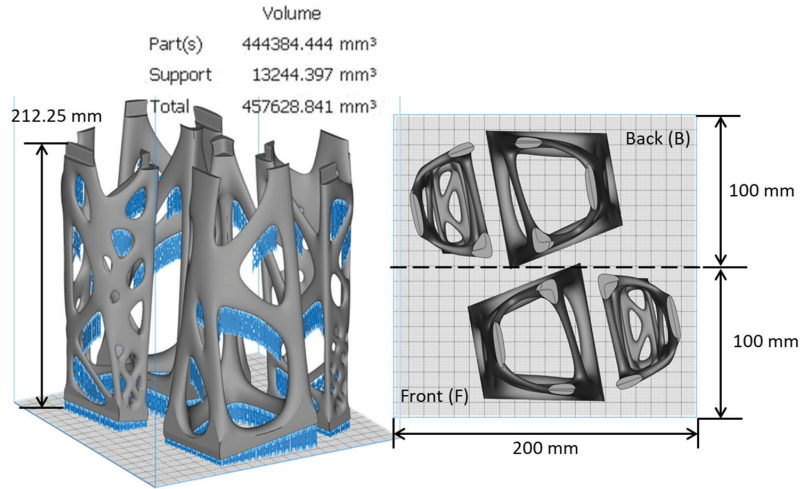 Volume
Part(s) 444384.444 mm³
Support 13244.397 mm³
Total 457628.841 mm³
212.25 mm
Back (B)
100 mm
100 mm
Front (F)
200 mm